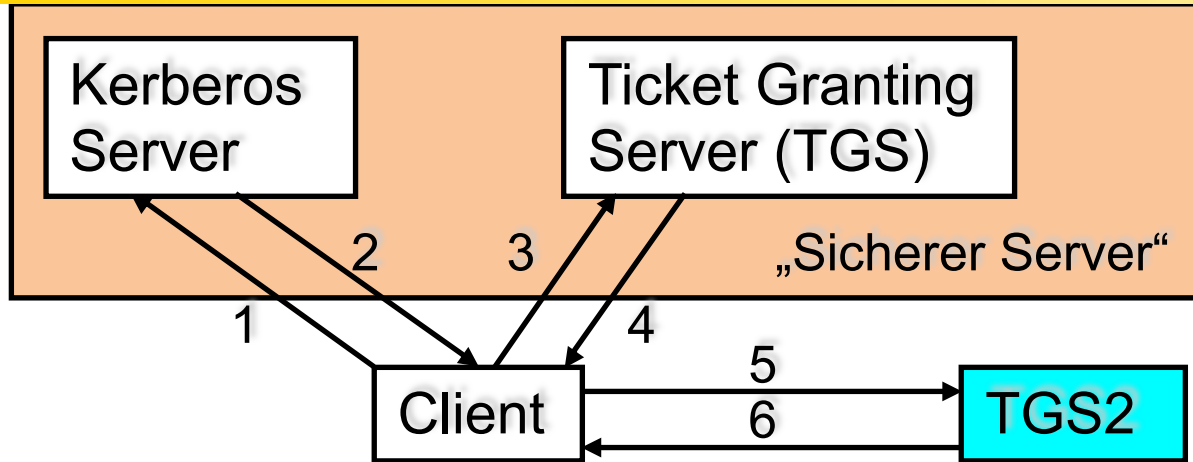 Kerberos
Server
Ticket Granting
Server (TGS)
2
3
„Sicherer Server“
1
4
5
Client
TGS2
6